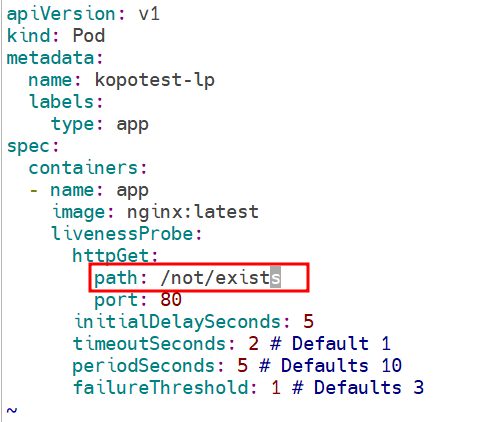 apiVersion: v1
kind: Pod
metadata:
  name: kopotest-lp
  labels:
    type: app
spec:
  containers:
  - name: app
    image: nginx:latest
    livenessProbe:
      httpGet:
        path: /not/exists
        port: 80
      initialDelaySeconds: 5
      timeoutSeconds: 2 # Default 1
      periodSeconds: 5 # Defaults 10
      failureThreshold: 1 # Defaults 3
~